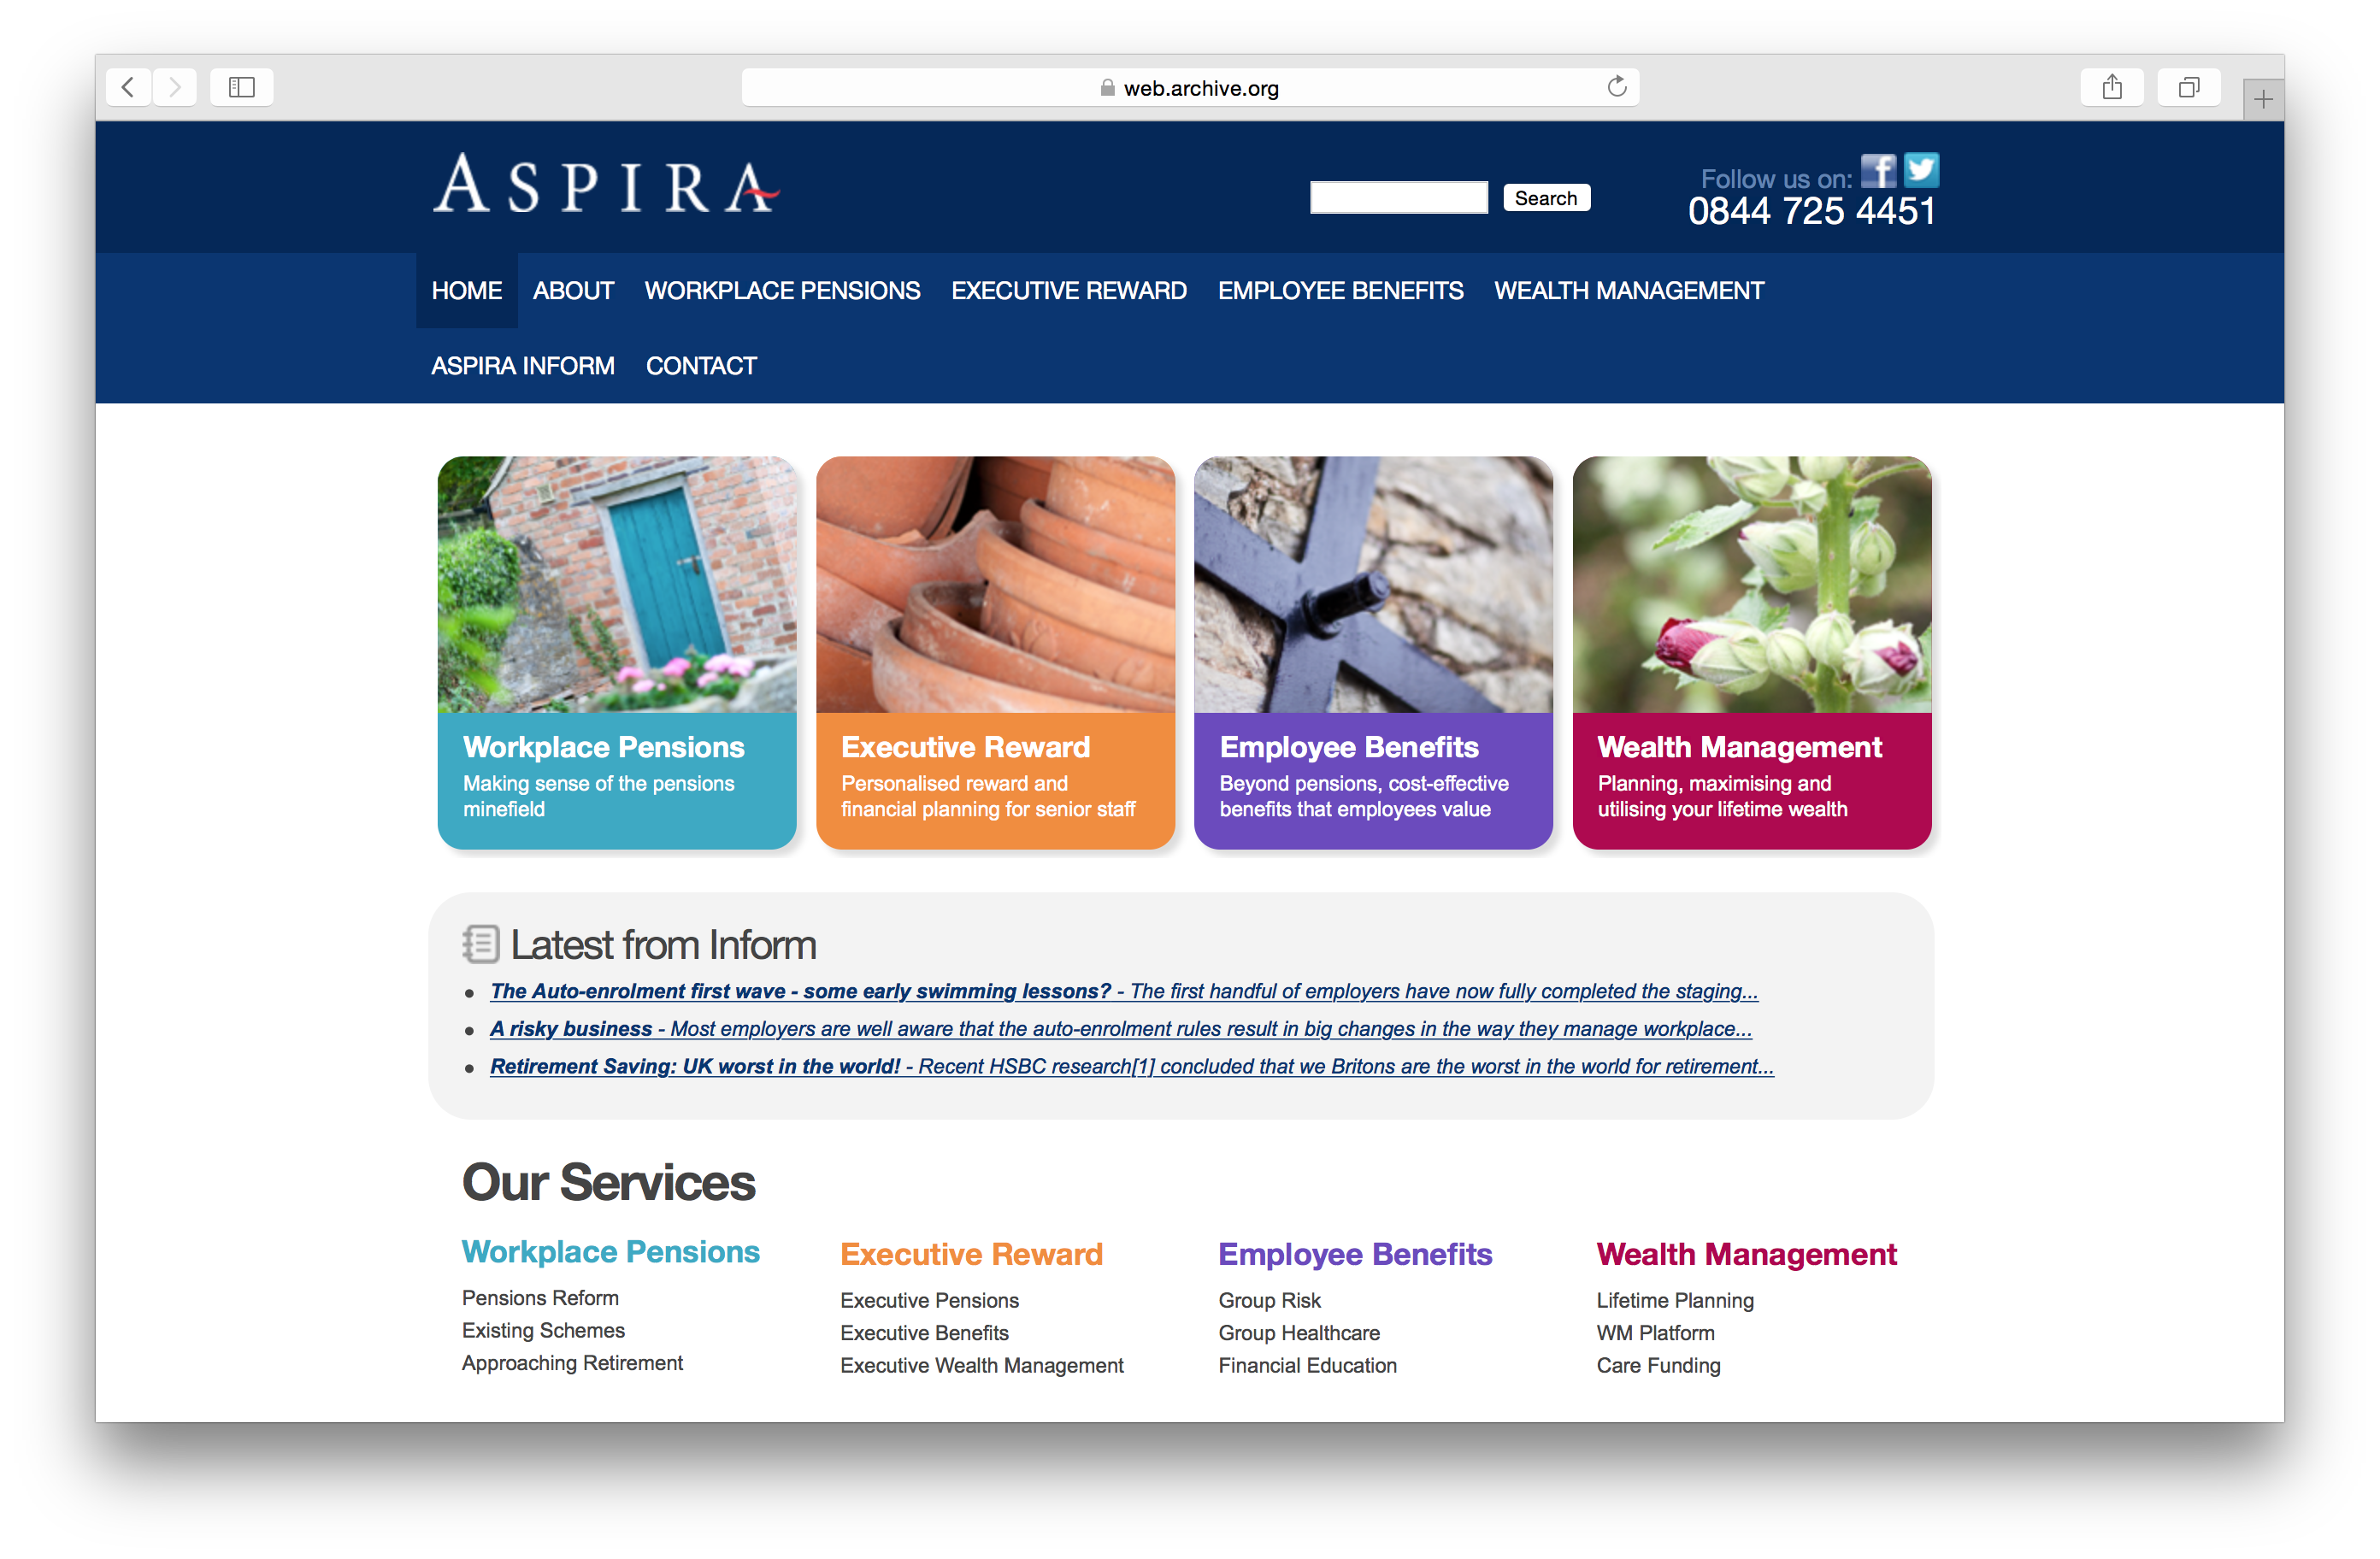 web.archive.org
ASPIRA
Search
Follow us on:
0844 725 4451
HOME ABOUT WORKPLACE PENSIONS EXECUTIVE REWARD EMPLOYEE BENEFITS WEALTH MANAGEMENT
ASPIRA INFORM CONTACT
Workplace Pensions
Making sense of the pensions
minefield
Executive Reward
Personalised reward and
financial planning for senior staff
Employee Benefits
Beyond pensions, cost-effective
benefits that employees value
Wealth Management
Planning, maximising and
utilising your lifetime wealth
Latest from Inform
The Auto-enrolment first wave - some early swimming lessons? - The first handful of employers have now fully completed the staging...
A risky business - Most employers are well aware that the auto-enrolment rules result in big changes in the way they manage workplace...
Retirement Saving: UK worst in the world! - Recent HSBC research[1] concluded that we Britons are the worst in the world for retirement...
Our Services
Workplace Pensions
Pensions Reform
Existing Schemes
Approaching Retirement
Executive Reward
Executive Pensions
Executive Benefits
Executive Wealth Management
Employee Benefits
Group Risk
Group Healthcare
Financial Education
Wealth Management
Lifetime Planning
WM Platform
Care Funding